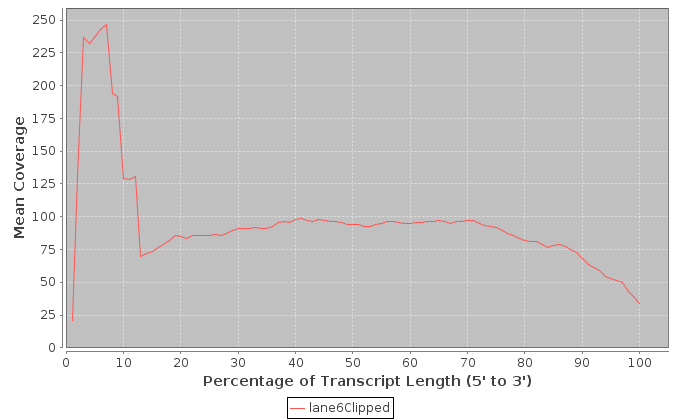 250
225
200
175
150
125
100
75
50
25
0
Mean Coverage
0 10 20 30 40 50 60 70 80 90 100
Percentage of Transcript Length (5' to 3')
lane6Clipped